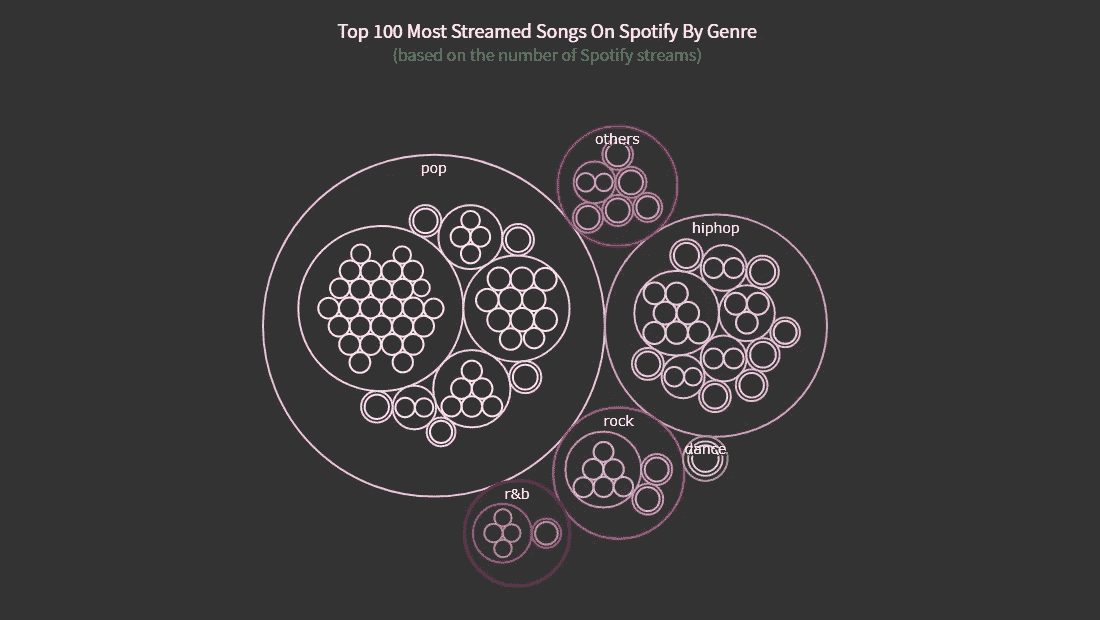 Top 100 Most Streamed Songs On Spotify By Genre
(based on the number of Spotify streams)
others
pop
hiphop
rock
dance
r&b